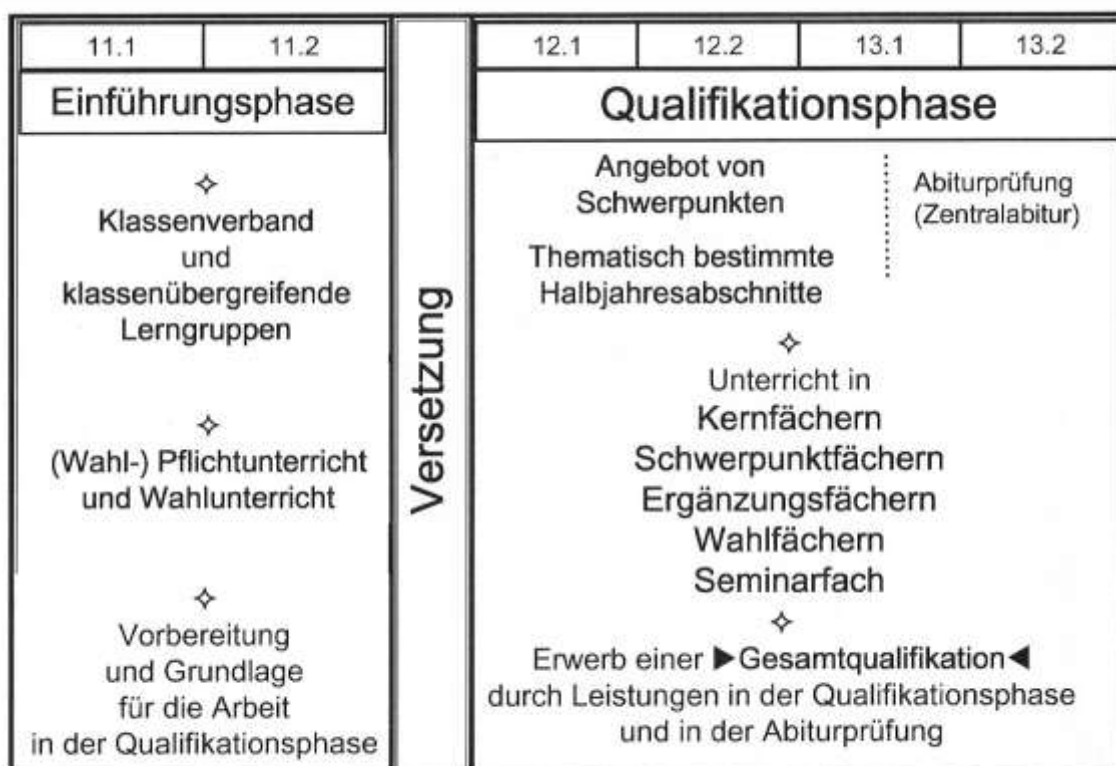 11.1 11.2
Einführungsphase
✧
Klassenverband
und
klassenübergreifende
Lerngruppen
✧
(Wahl-) Pflichtunterricht
und Wahlunterricht
✧
Vorbereitung
und Grundlage
für die Arbeit
in der Qualifikationsphase
Versetzung
12.1 12.2 13.1 13.2
Qualifikationsphase
Angebot von
Schwerpunkten
Thematisch bestimmte
Halbjahresabschnitte
Abiturprüfung
(Zentralabitur)
✧
Unterricht in
Kernfächern
Schwerpunktfächern
Ergänzungsfächern
Wahlfächern
Seminarfach
✧
Erwerb einer ▶Gesamtqualifikation◀
durch Leistungen in der Qualifikationsphase
und in der Abiturprüfung